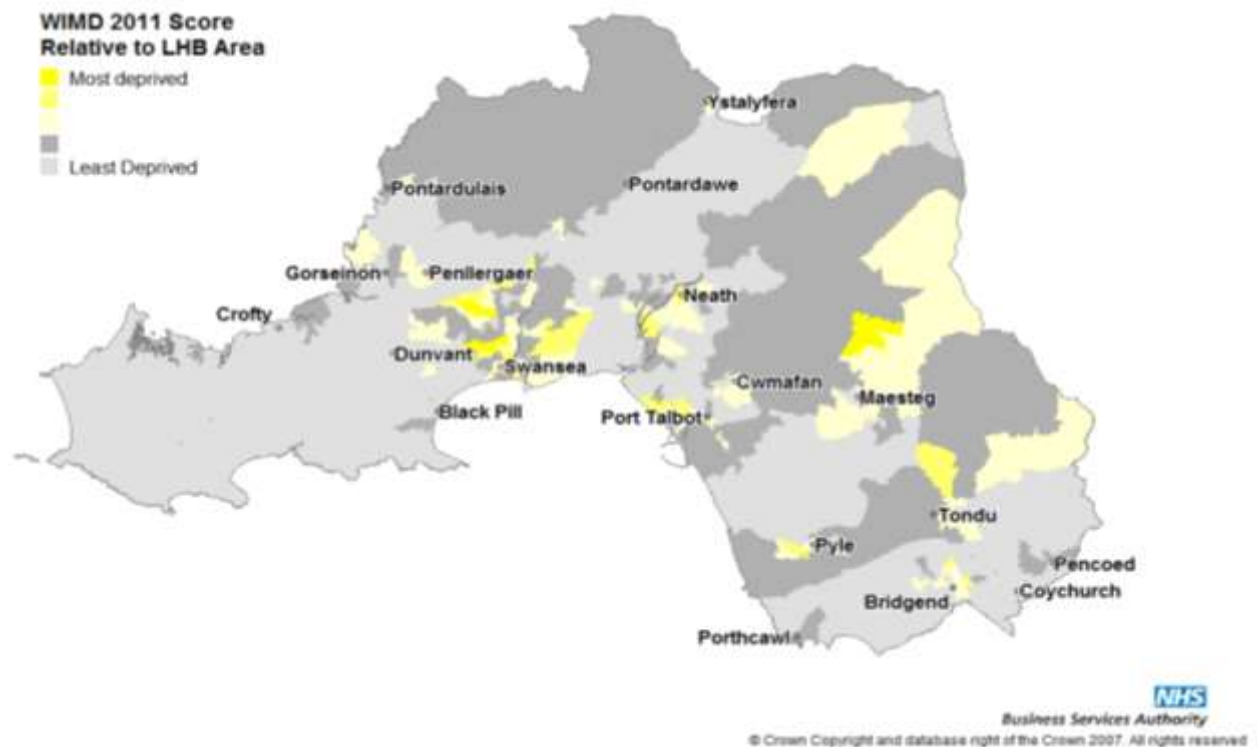 WIMD 2011 Score
Relative to LHB Area
Most deprived
Least Deprived
Ystalyfera
Pontardulais
Pontardawe
Gorseinon
Penllergaer
Neath
Crofty
Dunvant
Swansea
Cwmafan
Maesteg
Black Pill
Port Talbot
Tondu
Pyle
Pencoed
Bridgend
Coychurch
Porthcawl
NHS
Business Services Authority
© Crown Copyright and database right of the Crown 2007. All rights reserved